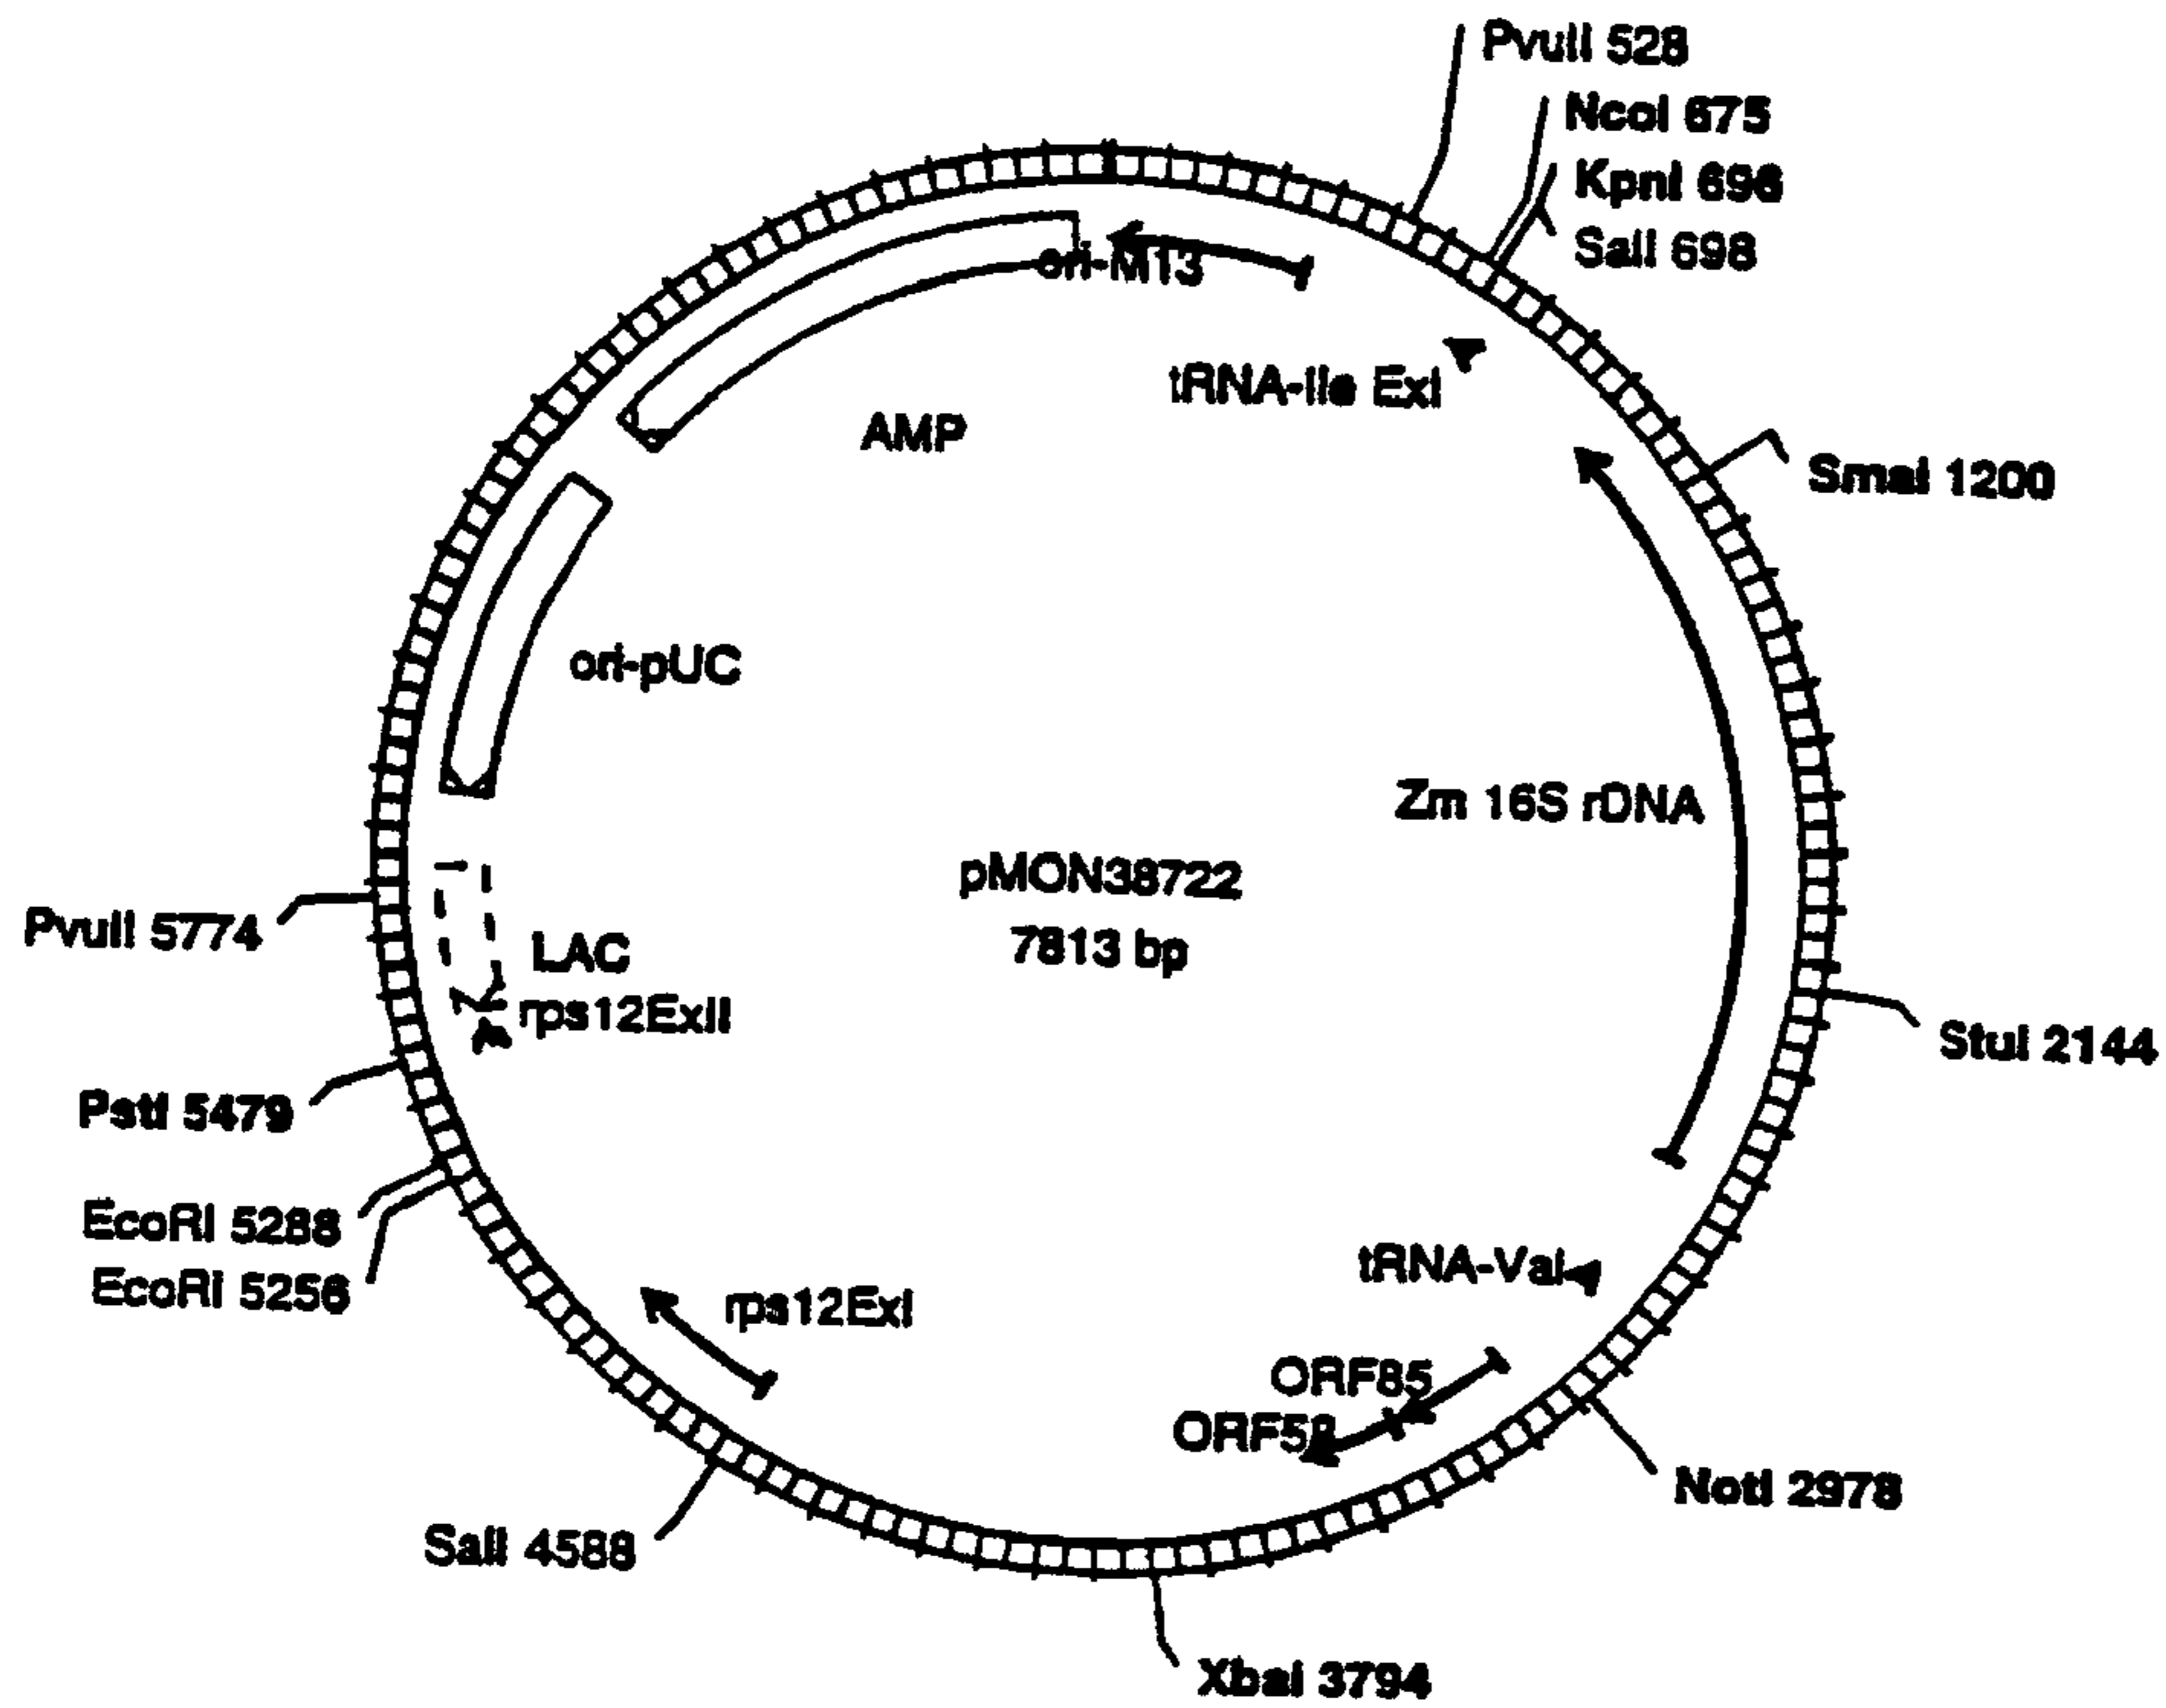 PvuII 528
NcoI 675
KpnI 696
SalI 698
ori-M13
tRNA-Ile ExI
AMP
SmaI 1200
ori-pUC
Zm 16S rDNA
pMON38722
7813 bp
PvuII 5774
LAC
rps12ExII
StuI 2144
PstI 5479
EcoRI 5288
EcoRI 5256
tRNA-Val
rps12ExI
ORF85
NotI 2978
SalI 4588
XbaI 3794